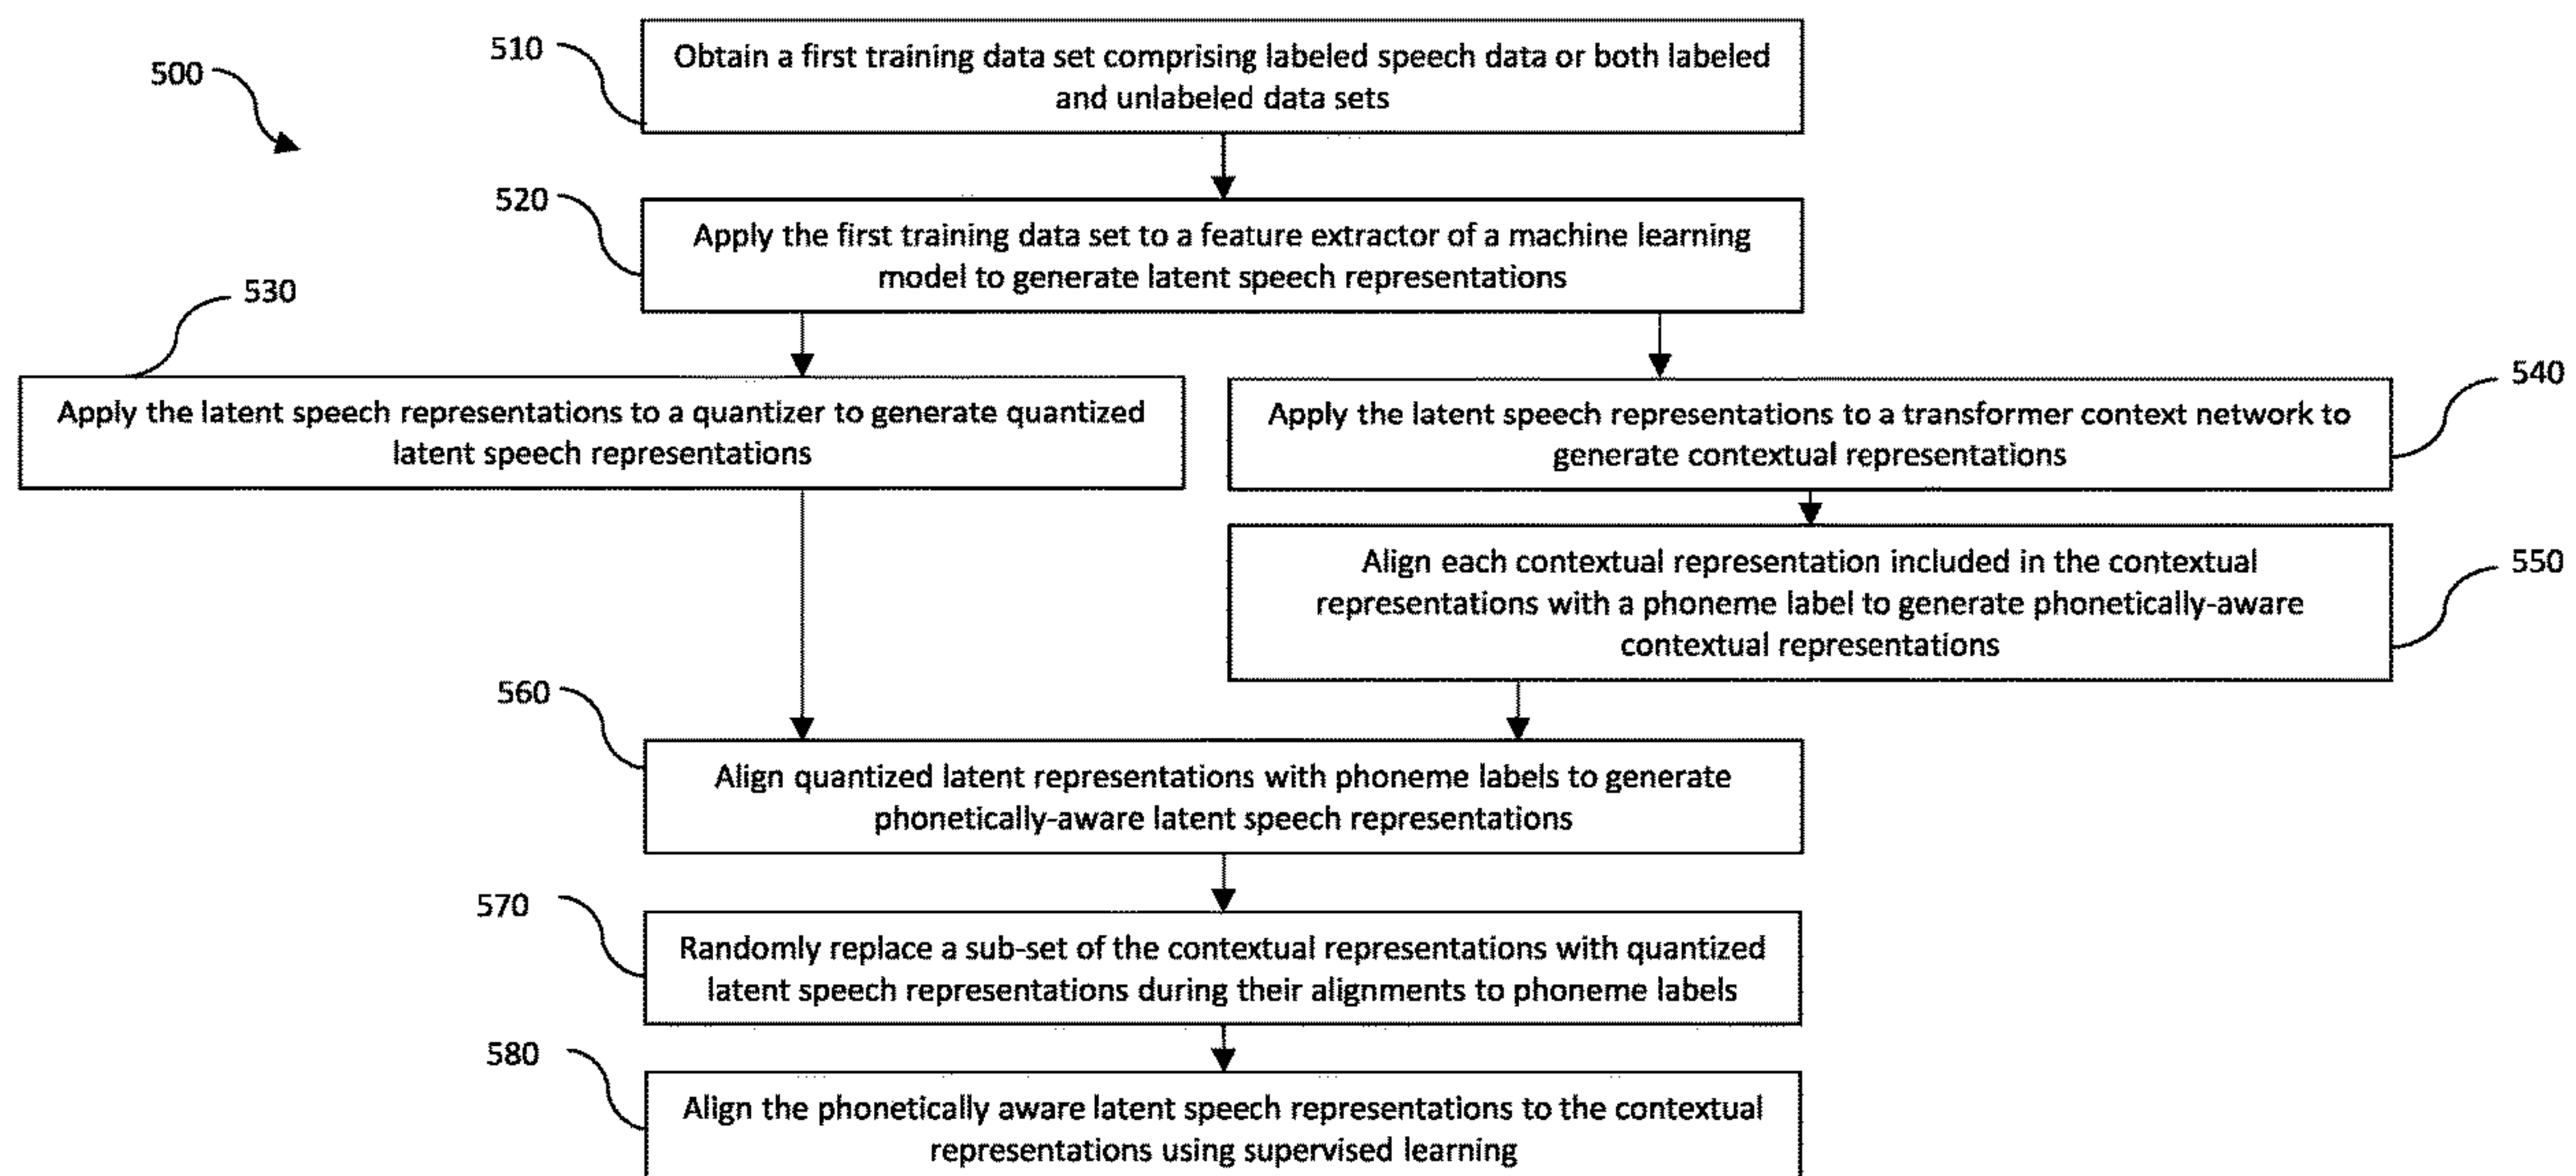 500
510
Obtain a first training data set comprising labeled speech data or both labeled
and unlabeled data sets
520
Apply the first training data set to a feature extractor of a machine learning
model to generate latent speech representations
530
Apply the latent speech representations to a quantizer to generate quantized
latent speech representations
540
Apply the latent speech representations to a transformer context network to
generate contextual representations
550
Align each contextual representation included in the contextual
representations with a phoneme label to generate phonetically-aware
contextual representations
560
Align quantized latent representations with phoneme labels to generate
phonetically-aware latent speech representations
570
Randomly replace a sub-set of the contextual representations with quantized
latent speech representations during their alignments to phoneme labels
580
Align the phonetically aware latent speech representations to the contextual
representations using supervised learning